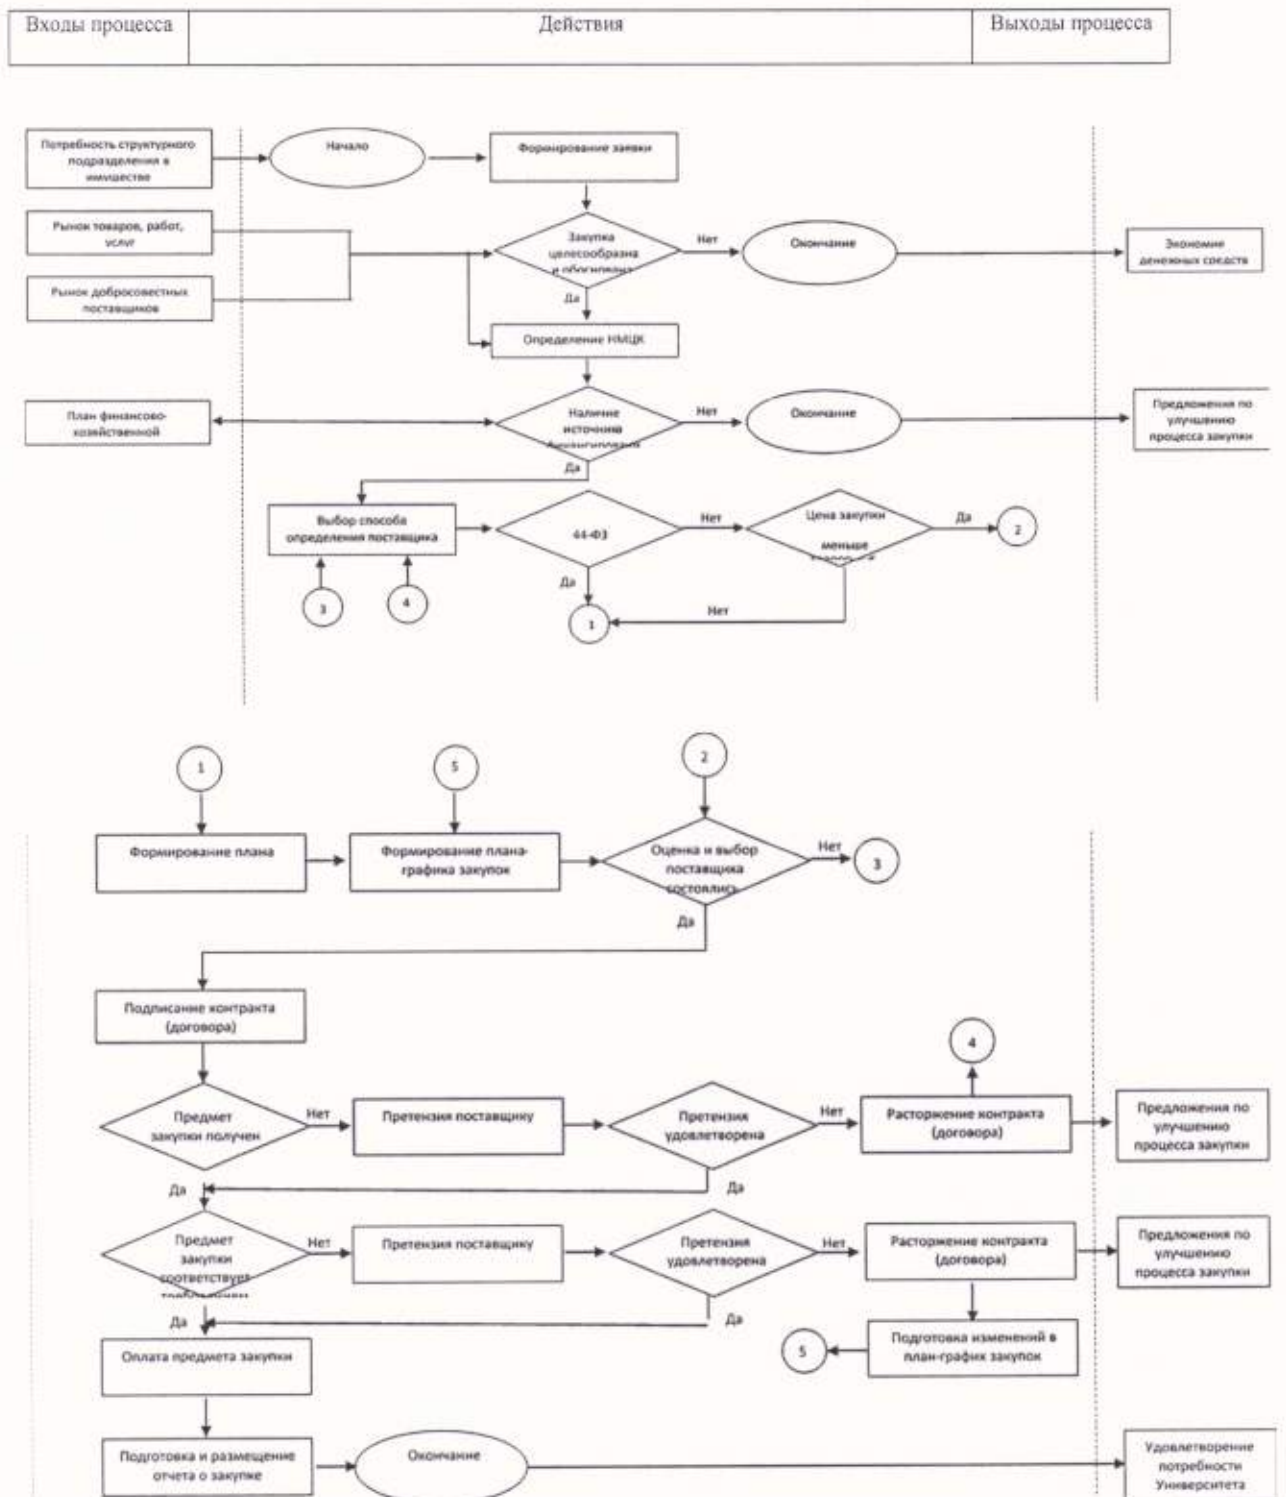 Входы процесса
Действия
Выходы процесса
Потребность структурного
подразделения в
имуществе
Начало
Формирование заявки
Рынок товаров, работ,
услуг
Закупка
целесообразна
и обоснована
Нет
Окончание
Экономие
денежных средств
Рынок добросовестных
поставщиков
Да
Определение НМЦК
План финансово-
хозяйственной
Наличие
источника
Нет
Окончание
Предложения по
улучшению
процесса закупки
Да
Выбор способа
определения поставщика
44-ФЗ
Нет
Цена закупки
меньше
Да
2
3
4
Да
1
Нет
1
5
2
Формирование плана
Формирование плана-
графика закупок
Оценка и выбор
поставщика
состоялись
Нет
3
Да
Подписание контракта
(договора)
4
Предмет
закупки получен
Нет
Претензия поставщику
Претензия
удовлетворена
Нет
Расторжение контракта
(договора)
Предложения по
улучшению
процесса закупки
Да
Да
Предмет
закупки
соответствует
Нет
Претензия поставщику
Претензия
удовлетворена
Нет
Расторжение контракта
(договора)
Предложения по
улучшению
процесса закупки
Да
Да
Оплата предмета закупки
5
Подготовка изменений в
план-график закупок
Подготовка и размещение
отчета о закупке
Окончание
Удовлетворение
потребности
Университета